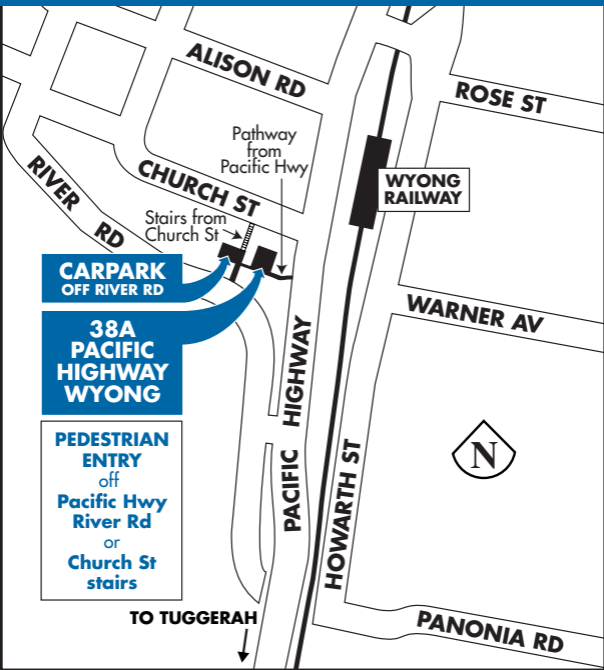 ALISON RD
ROSE ST
Pathway
from
Pacific Hwy
CHURCH ST
WYONG
RAILWAY
RIVER RD
Stairs from
Church St
CARPARK
OFF RIVER RD
WARNER AV
38A
PACIFIC
HIGHWAY
WYONG
PACIFIC HIGHWAY
PEDESTRIAN
ENTRY
off
Pacific Hwy
River Rd
or
Church St
stairs
N
HOWARTH ST
TO TUGGERAH
PANONIA RD